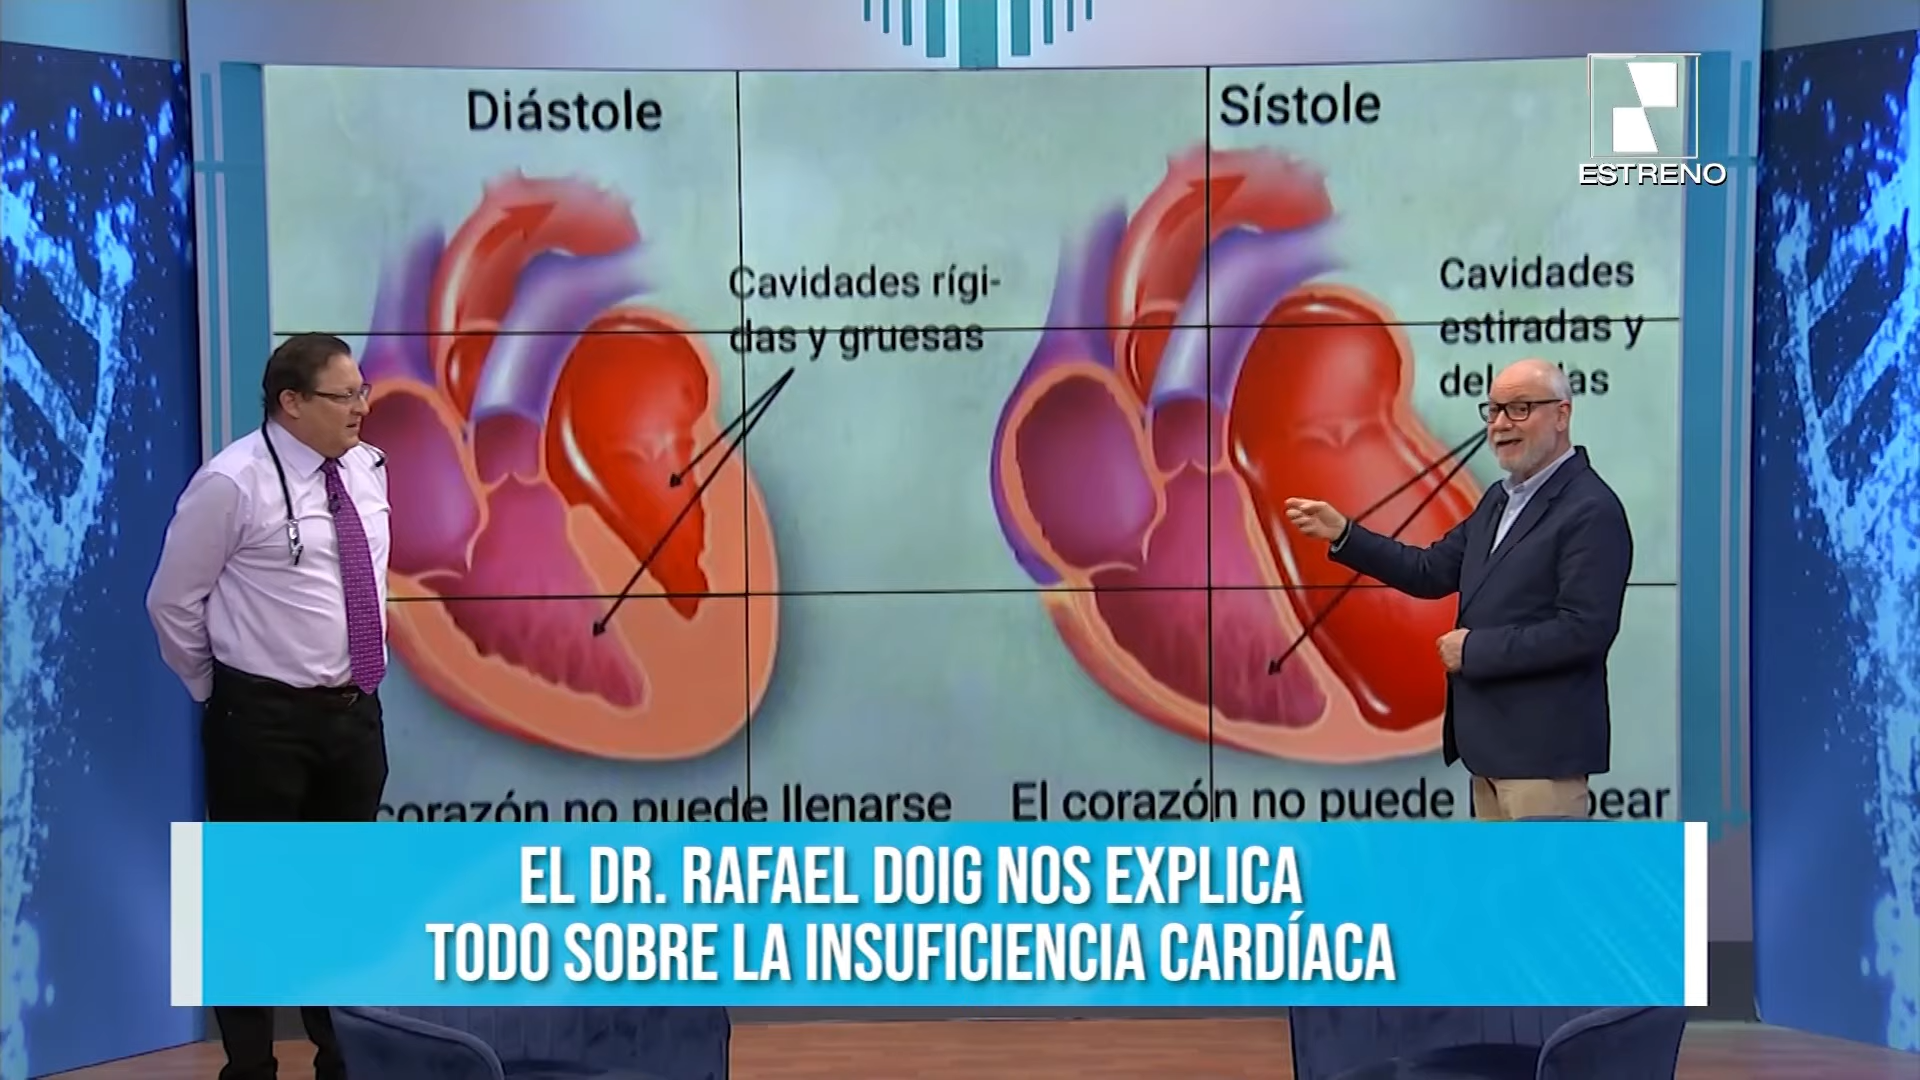 Diástole
Sístole
ESTRENO
Cavidades rígi-
das y gruesas
Cavidades
estiradas y
corazón no puede llenarse
El corazón no puede
EL DR. RAFAEL DOIG NOS EXPLICA
TODO SOBRE LA INSUFICIENCIA CARDÍACA